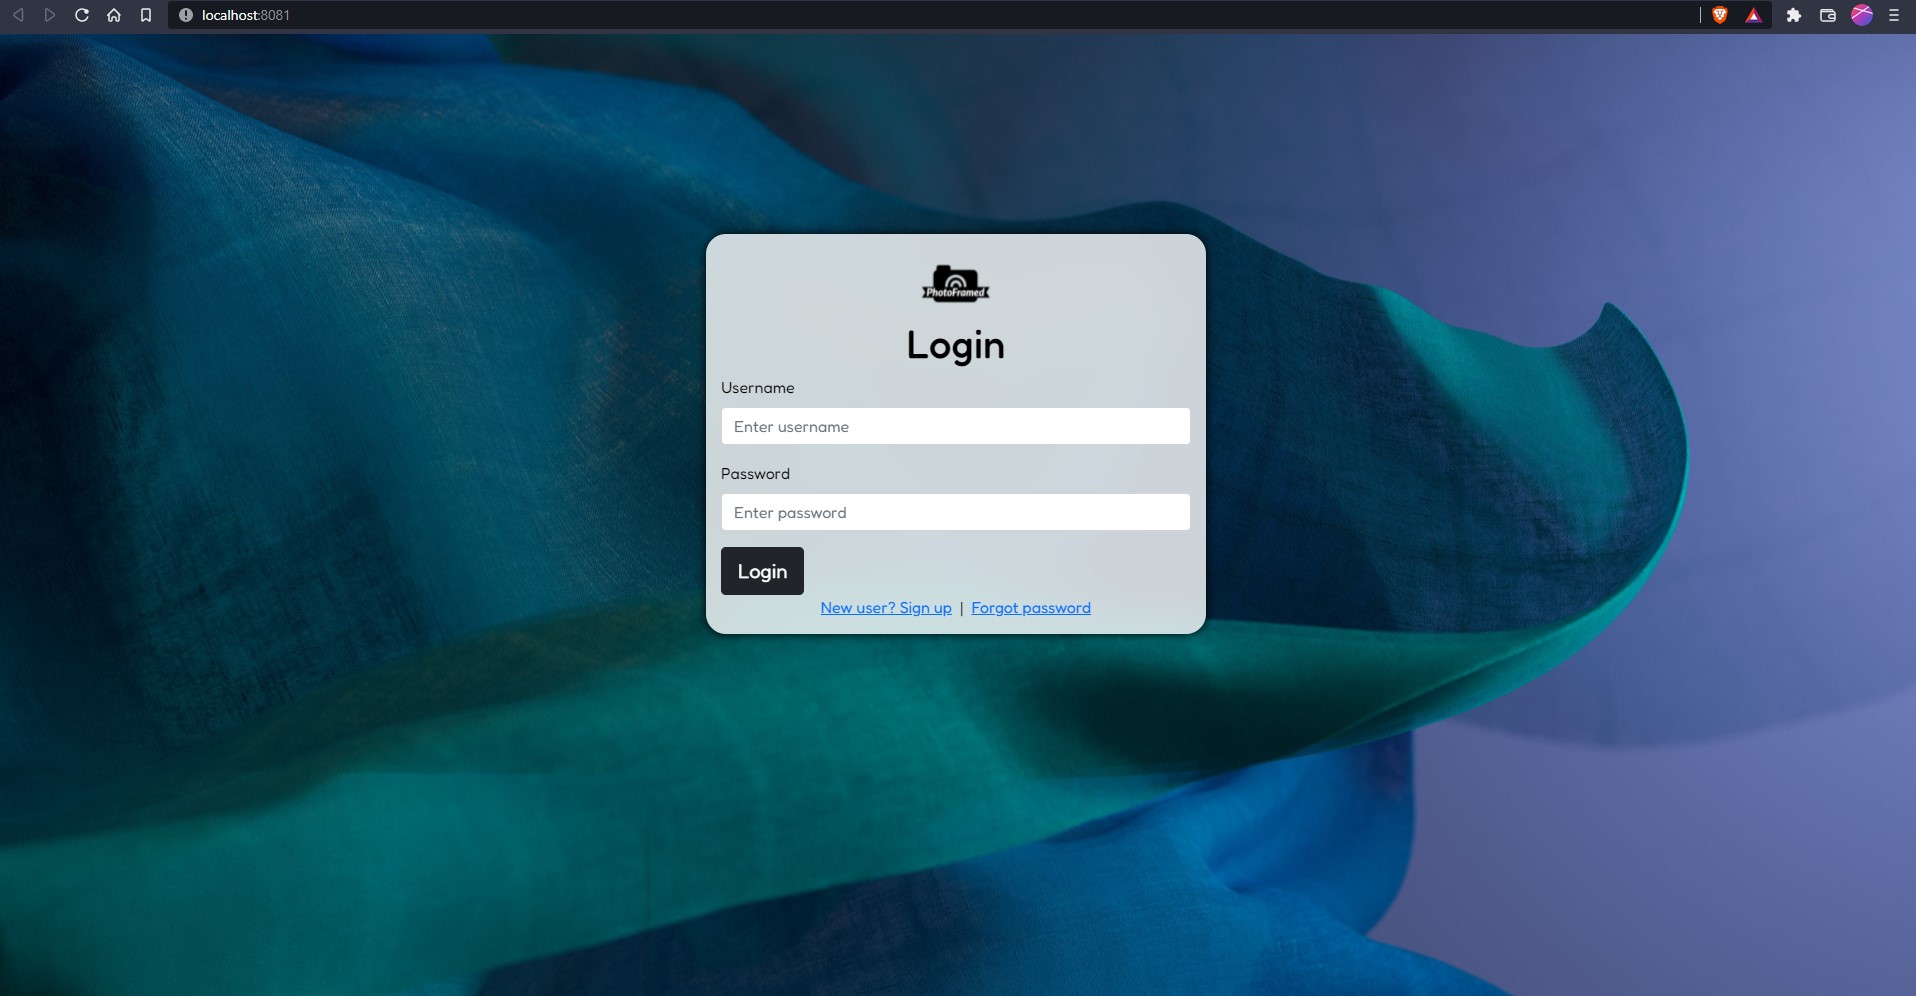 localhost:8081
PhotoFramed
Login
Username
Enter username
Password
Enter password
Login
New user? Sign up | Forgot password